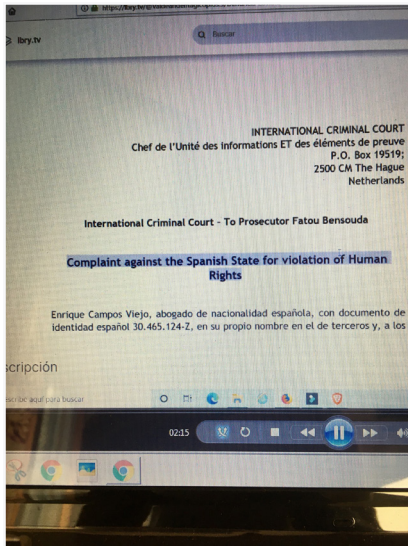 lbry.tv
Buscar
INTERNATIONAL CRIMINAL COURT
Chef de l'Unité des informations ET des éléments de preuve
P.O. Box 19519;
2500 CM The Hague
Netherlands
International Criminal Court - To Prosecutor Fatou Bensouda
Complaint against the Spanish State for violation of Human
Rights
Enrique Campos Viejo, abogado de nacionalidad española, con documento de
identidad español 30.465.124-Z, en su propio nombre en el de terceros y, a los
scripción
aquí para buscar
02:15